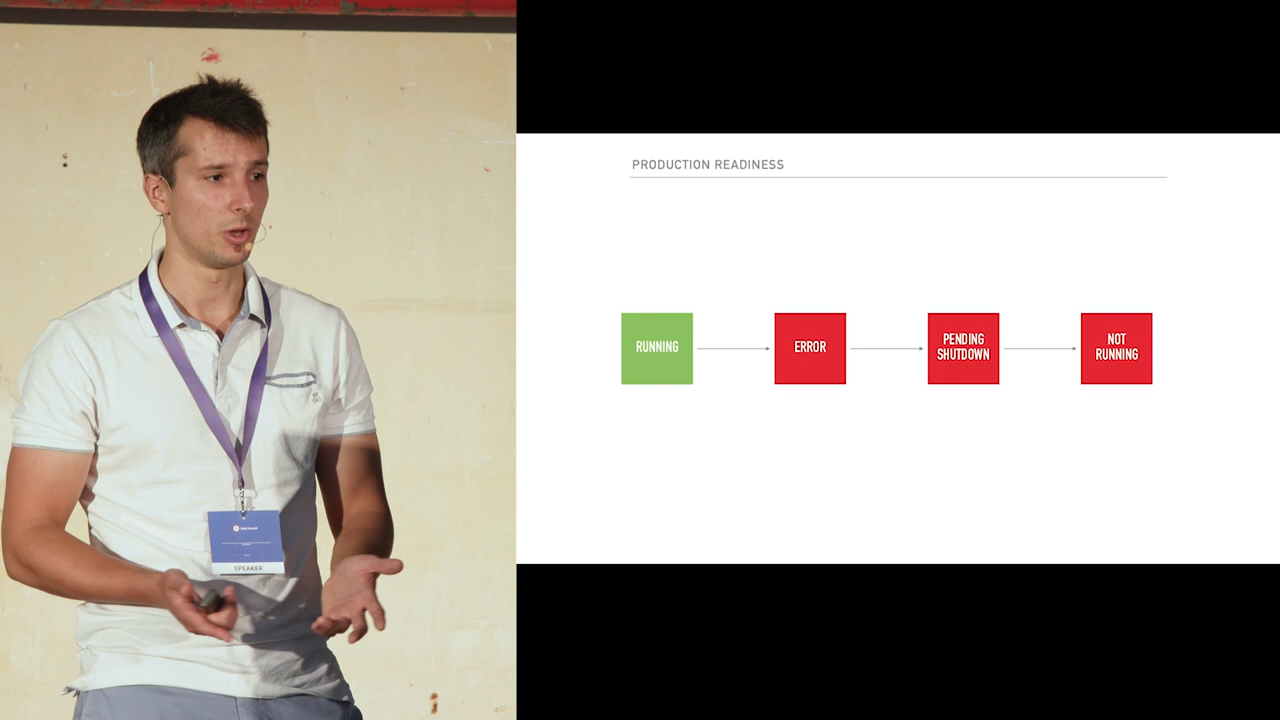 SPEAKER
PRODUCTION READINESS
RUNNING
ERROR
PENDING
SHUTDOWN
NOT
RUNNING